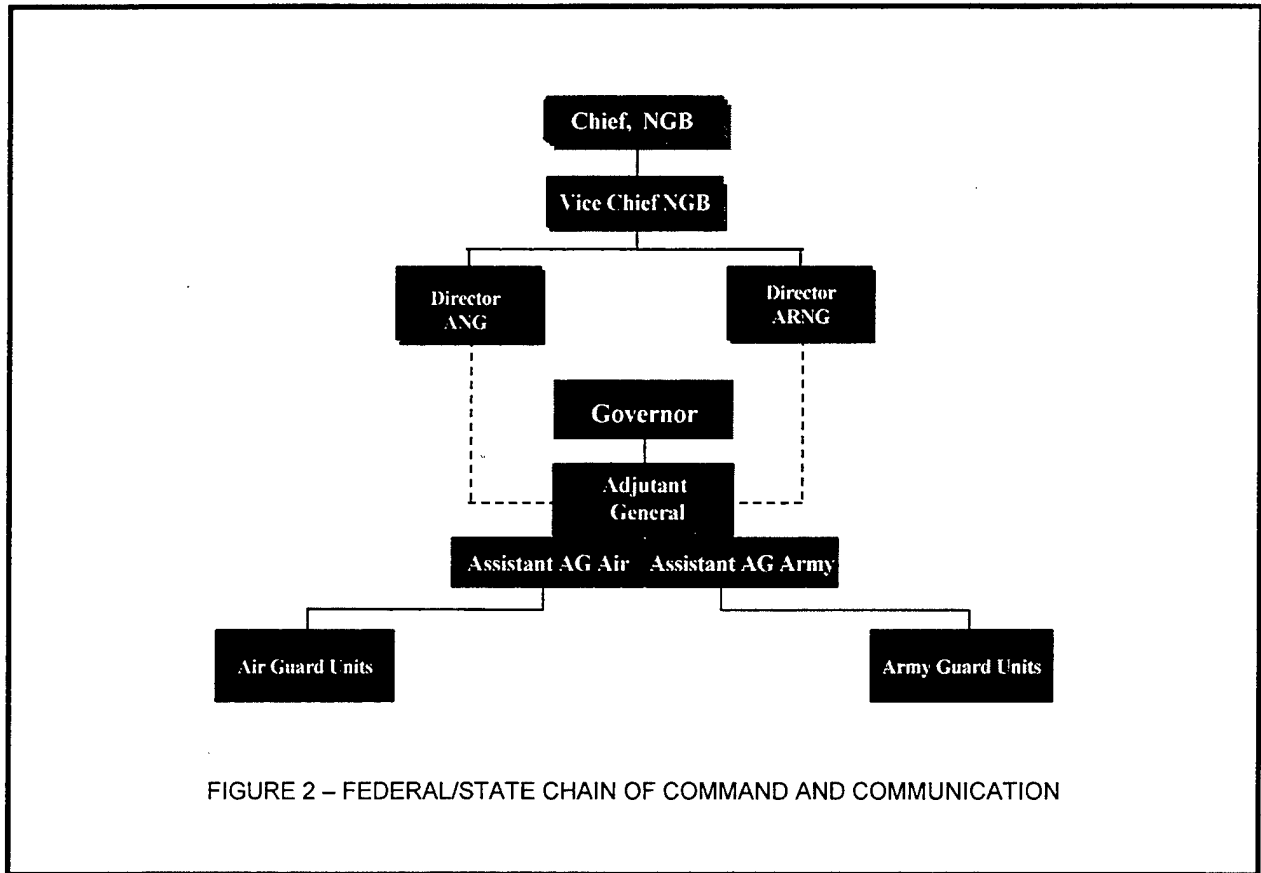 Chief, NGB
Vice Chief NGB
Director
ANG
Director
ARNG
Governor
Adjutant
General
Assistant AG Air
Assistant AG Army
Air Guard Units
Army Guard Units
FIGURE 2 – FEDERAL/STATE CHAIN OF COMMAND AND COMMUNICATION